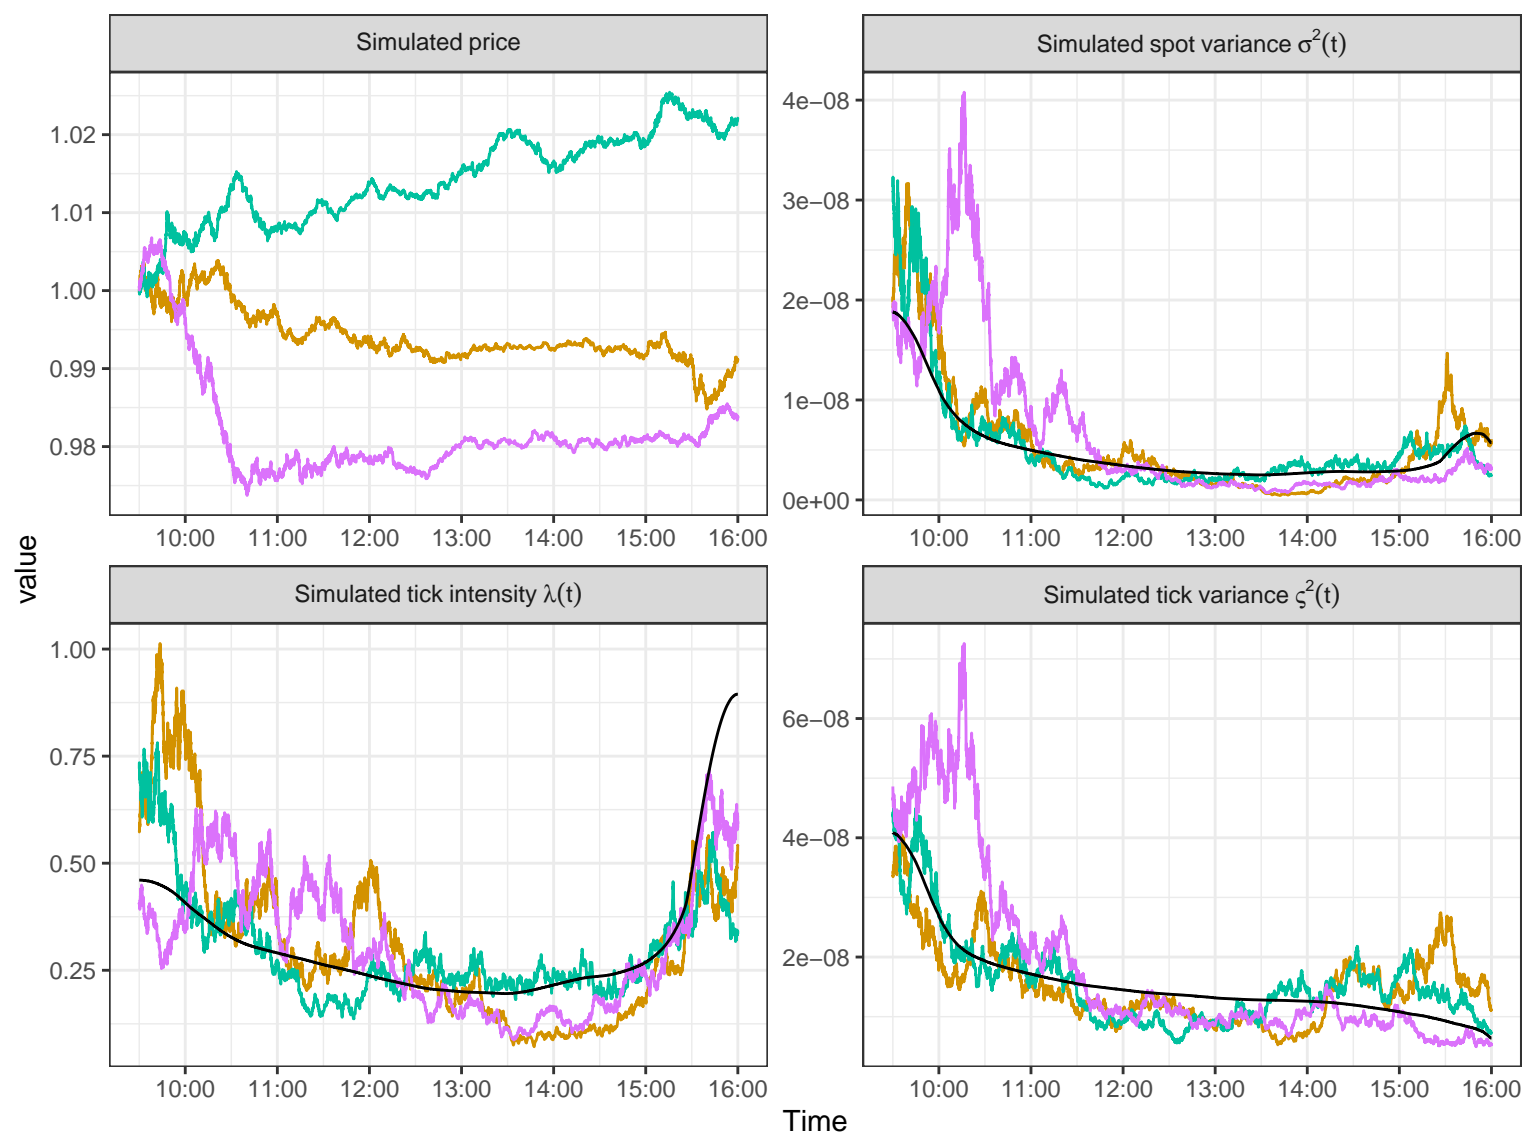 Simulated price
Simulated spot variance σ²(t)
1.02
1.01
1.00
0.99
0.98
4e−08
3e−08
2e−08
1e−08
0e+00
10:00 11:00 12:00 13:00 14:00 15:00 16:00
10:00 11:00 12:00 13:00 14:00 15:00 16:00
value
Simulated tick intensity λ(t)
Simulated tick variance ς²(t)
1.00
0.75
0.50
0.25
6e−08
4e−08
2e−08
10:00 11:00 12:00 13:00 14:00 15:00 16:00
10:00 11:00 12:00 13:00 14:00 15:00 16:00
Time